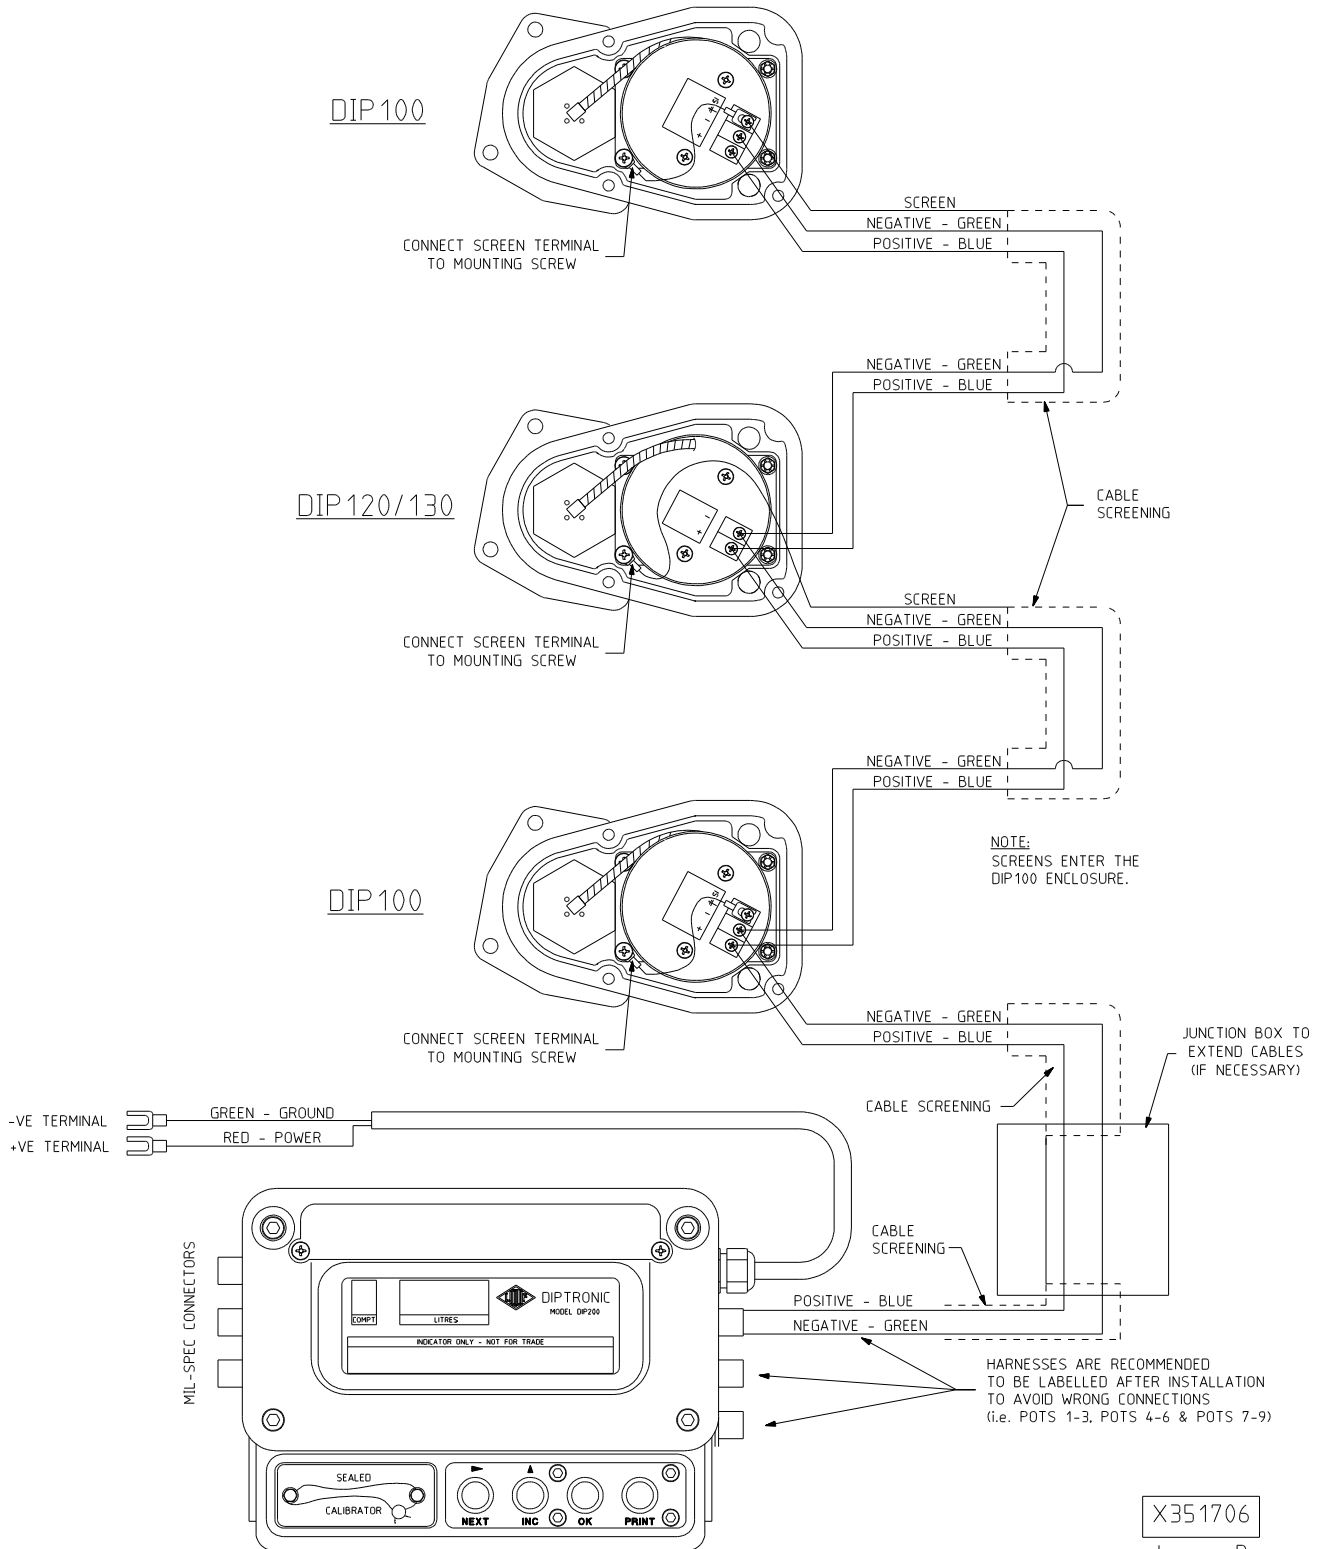 DIP100
SCREEN
NEGATIVE - GREEN
POSITIVE - BLUE
CONNECT SCREEN TERMINAL
TO MOUNTING SCREW
NEGATIVE - GREEN
POSITIVE - BLUE
DIP120/130
CABLE
SCREENING
SCREEN
NEGATIVE - GREEN
POSITIVE - BLUE
CONNECT SCREEN TERMINAL
TO MOUNTING SCREW
NEGATIVE - GREEN
POSITIVE - BLUE
NOTE:
SCREENS ENTER THE
DIP100 ENCLOSURE.
DIP100
NEGATIVE - GREEN
POSITIVE - BLUE
CONNECT SCREEN TERMINAL
TO MOUNTING SCREW
JUNCTION BOX TO
EXTEND CABLES
(IF NECESSARY)
CABLE SCREENING
-VE TERMINAL
GREEN - GROUND
+VE TERMINAL
RED - POWER
CABLE
SCREENING
MIL-SPEC CONNECTORS
DIPTRONIC
MODEL DIP200
COMPT
LITRES
INDICATOR ONLY - NOT FOR TRADE
POSITIVE - BLUE
NEGATIVE - GREEN
HARNESSES ARE RECOMMENDED
TO BE LABELLED AFTER INSTALLATION
TO AVOID WRONG CONNECTIONS
(i.e. POTS 1-3, POTS 4-6 & POTS 7-9)
SEALED
CALIBRATOR
NEXT
INC
OK
PRINT
X351706